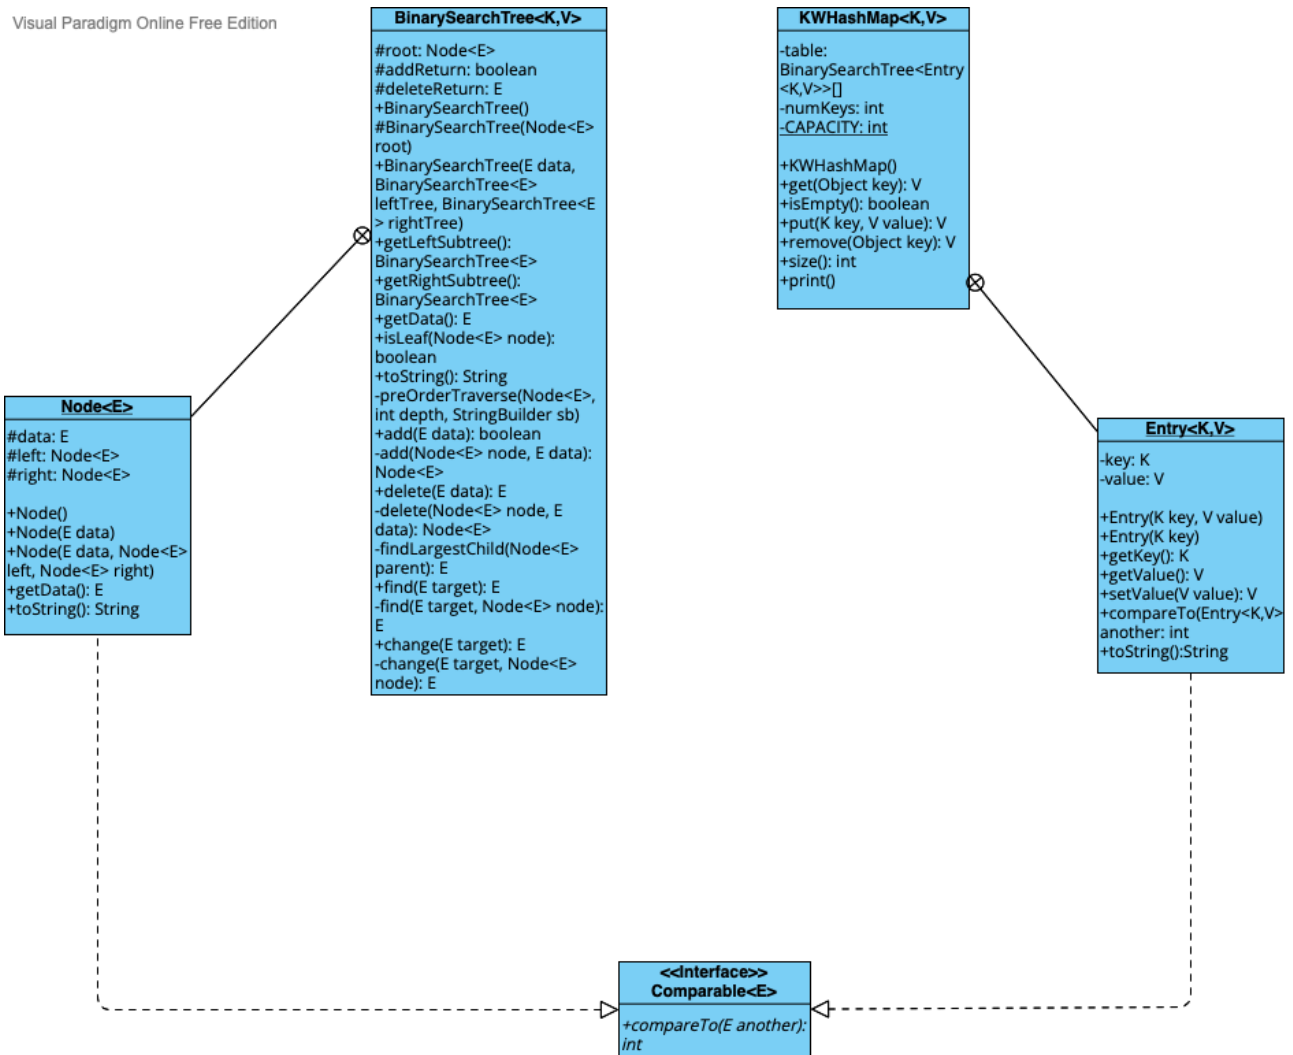 Visual Paradigm Online Free Edition
BinarySearchTree<K,V>
#root: Node<E>
#addReturn: boolean
#deleteReturn: E
+BinarySearchTree()
#BinarySearchTree(Node<E>
root)
+BinarySearchTree(E data,
BinarySearchTree<E>
leftTree, BinarySearchTree<E
> rightTree)
+getLeftSubtree():
BinarySearchTree<E>
+getRightSubtree():
BinarySearchTree<E>
+getData(): E
+isLeaf(Node<E> node):
boolean
+toString(): String
-preOrderTraverse(Node<E>,
int depth, StringBuilder sb)
+add(E data): boolean
-add(Node<E> node, E data):
Node<E>
+delete(E data): E
-delete(Node<E> node, E
data): Node<E>
-findLargestChild(Node<E>
parent): E
+find(E target): E
-find(E target, Node<E> node):
E
+change(E target): E
-change(E target, Node<E>
node): E
KWHashMap<K,V>
-table:
BinarySearchTree<Entry
<K,V>>[]
-numKeys: int
-CAPACITY: int
+KWHashMap()
+get(Object key): V
+isEmpty(): boolean
+put(K key, V value): V
+remove(Object key): V
+size(): int
+print()
Node<E>
#data: E
#left: Node<E>
#right: Node<E>
+Node()
+Node(E data)
+Node(E data, Node<E>
left, Node<E> right)
+getData(): E
+toString(): String
Entry<K,V>
-key: K
-value: V
+Entry(K key, V value)
+Entry(K key)
+getKey(): K
+getValue(): V
+setValue(V value): V
+compareTo(Entry<K,V>
another: int
+toString():String
<<Interface>>
Comparable<E>
+compareTo(E another):
int